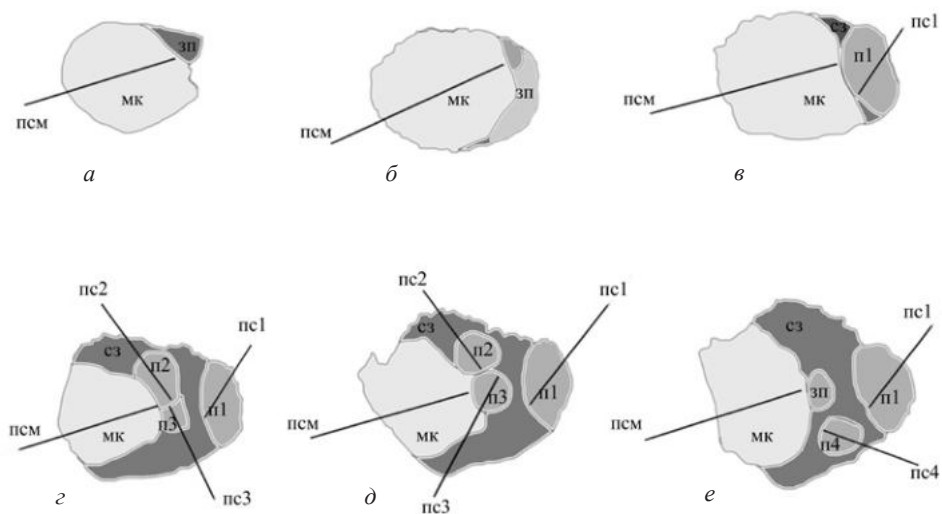 зп
мк
псм
а
мк
зп
псм
б
сз
пс1
п1
мк
псм
в
пс2
пс1
сз
п2
п1
п3
псм
мк
г
пс3
пс2
пс1
сз
п2
п3
п1
псм
мк
д
пс3
сз
пс1
зп
п1
псм
мк
п4
пс4
е